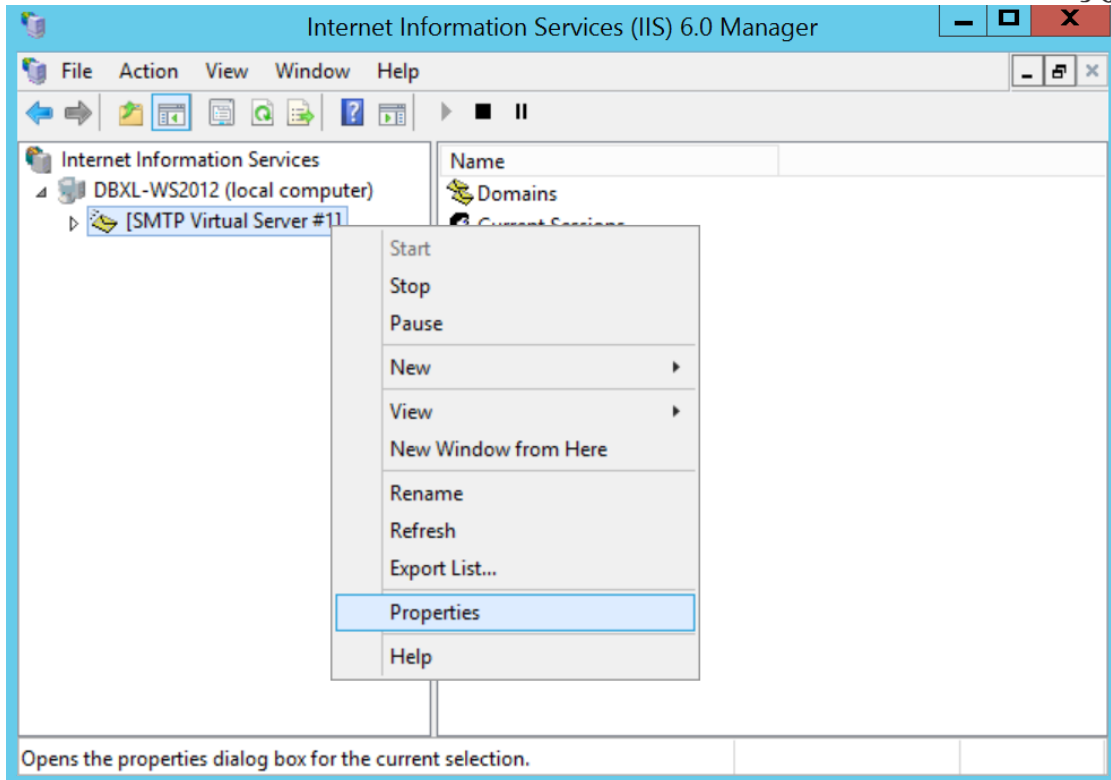 Internet Information Services (IIS) 6.0 Manager
File Action View Window Help
Internet Information Services
DBXL-WS2012 (local computer)
[SMTP Virtual Server #1]
Name
Domains
Current Sessions
Start
Stop
Pause
New
View
New Window from Here
Rename
Refresh
Export List...
Properties
Help
Opens the properties dialog box for the current selection.